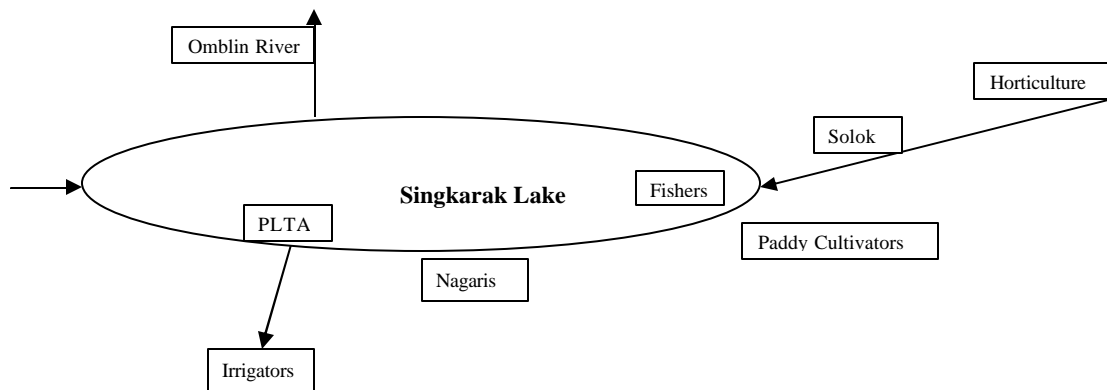 Omblin River
Horticulture
Solok
Singkarak Lake
Fishers
PLTA
Paddy Cultivators
Nagaris
Irrigators